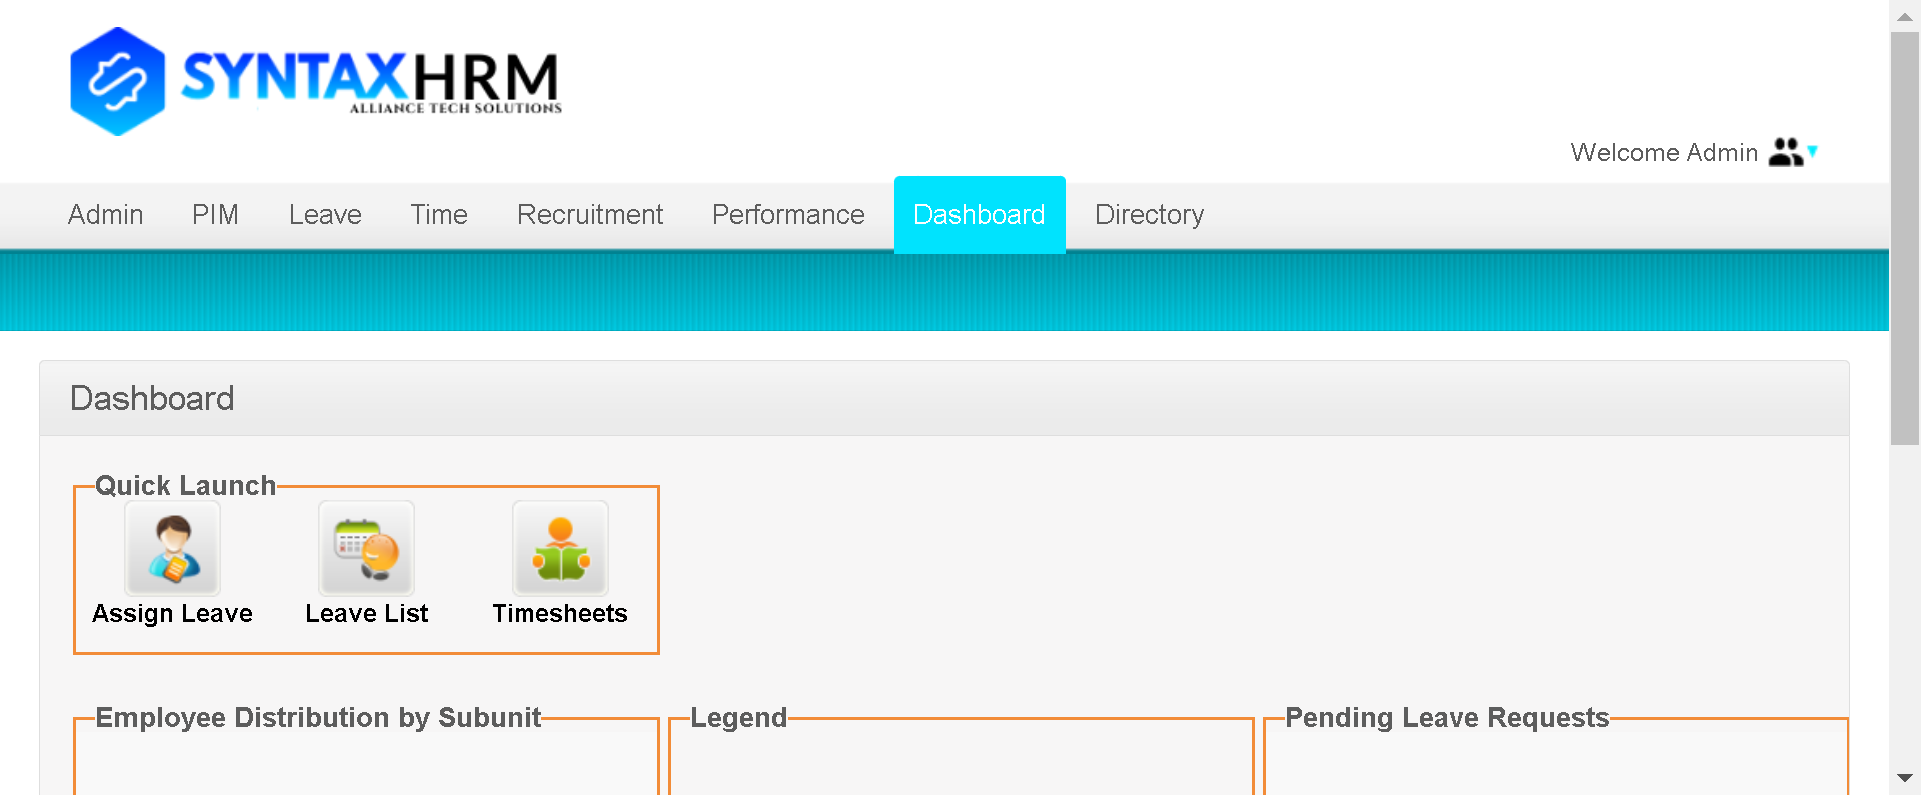 SYNTAXHRM
ALLIANCE TECH SOLUTIONS
Welcome Admin
Admin PIM Leave Time Recruitment Performance Dashboard Directory
Dashboard
Quick Launch
Assign Leave Leave List Timesheets
Employee Distribution by Subunit Legend Pending Leave Requests